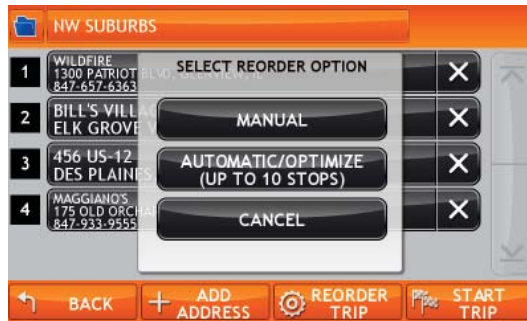 NW SUBURBS
SELECT REORDER OPTION
1
WILDFIRE
1300 PATRIOT BLVD, GLENVIEW, IL
847-657-6363
X
2
BILL'S VILLA
ELK GROVE V
X
3
456 US-12
DES PLAINES
X
4
MAGGIANO'S
175 OLD ORCHA
847-933-9555
X
MANUAL
AUTOMATIC/OPTIMIZE
(UP TO 10 STOPS)
CANCEL
BACK
+ ADD
ADDRESS
REORDER
TRIP
START
TRIP